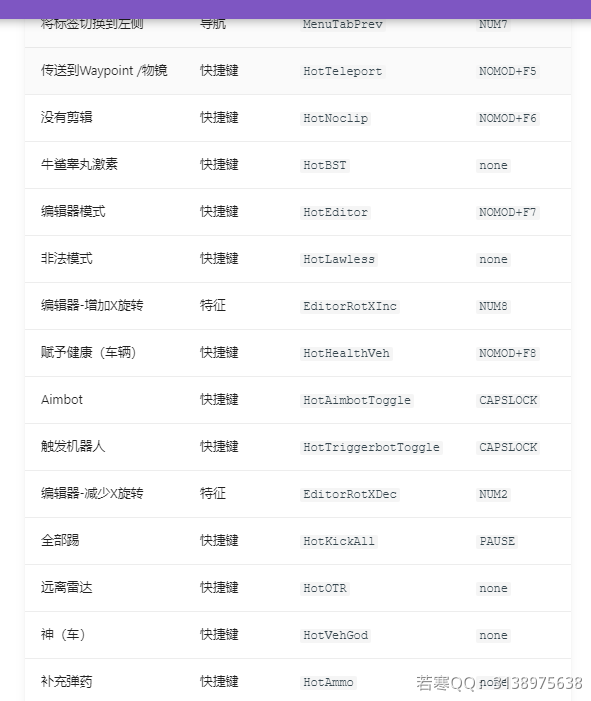 将标签切换到左侧 导航 MenuTabPrev NUM7
传送到Waypoint /物镜 快捷键 HotTeleport NOMOD+F5
没有剪辑 快捷键 HotNoclip NOMOD+F6
牛鲨睾丸激素 快捷键 HotBST none
编辑器模式 快捷键 HotEditor NOMOD+F7
非法模式 快捷键 HotLawless none
编辑器-增加X旋转 特征 EditorRotXInc NUM8
赋予健康（车辆） 快捷键 HotHealthVeh NOMOD+F8
Aimbot 快捷键 HotAimbotToggle CAPSLOCK
触发机器人 快捷键 HotTriggerbotToggle CAPSLOCK
编辑器-减少X旋转 特征 EditorRotXDec NUM2
全部踢 快捷键 HotKickAll PAUSE
远离雷达 快捷键 HotOTR none
神（车） 快捷键 HotVehGod none
补充弹药 快捷键 HotAmmo none
若寒QQ：3138975638